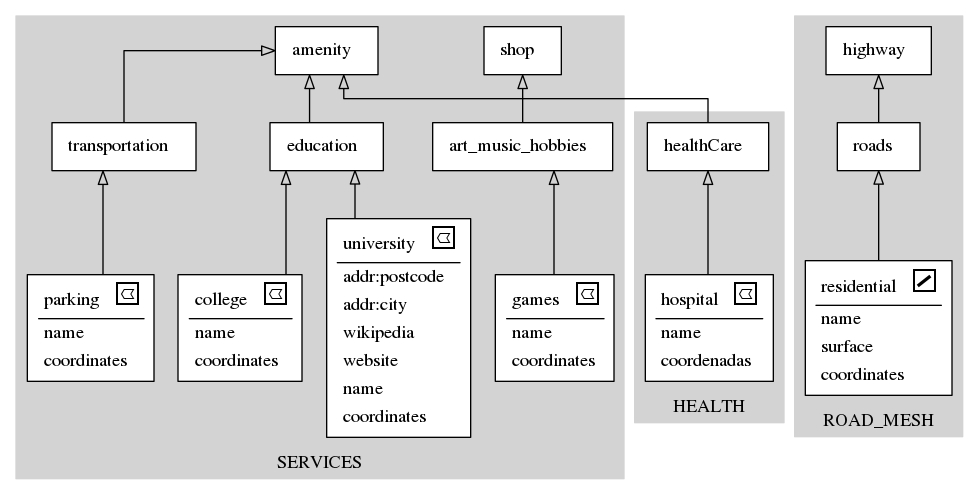 amenity
shop
highway
transportation
education
art_music_hobbies
healthCare
roads
university
addr:postcode
addr:city
wikipedia
website
name
coordinates
parking
name
coordinates
college
name
coordinates
games
name
coordinates
hospital
name
coordenadas
residential
name
surface
coordinates
HEALTH
ROAD_MESH
SERVICES